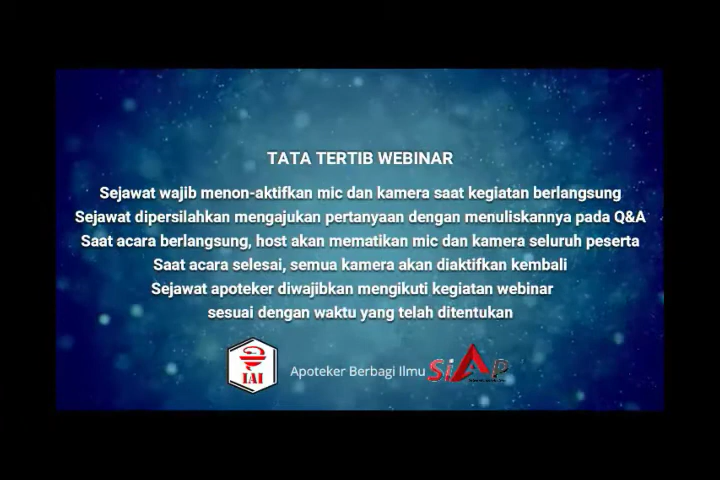 TATA TERTIB WEBINAR
Sejawat wajib menon-aktifkan mic dan kamera saat kegiatan berlangsung
Sejawat dipersilahkan mengajukan pertanyaan dengan menuliskannya pada Q&A
Saat acara berlangsung, host akan mematikan mic dan kamera seluruh peserta
Saat acara selesai, semua kamera akan diaktifkan kembali
Sejawat apoteker diwajibkan mengikuti kegiatan webinar
sesuai dengan waktu yang telah ditentukan
IAI
Apoteker Berbagi Ilmu
SiAp